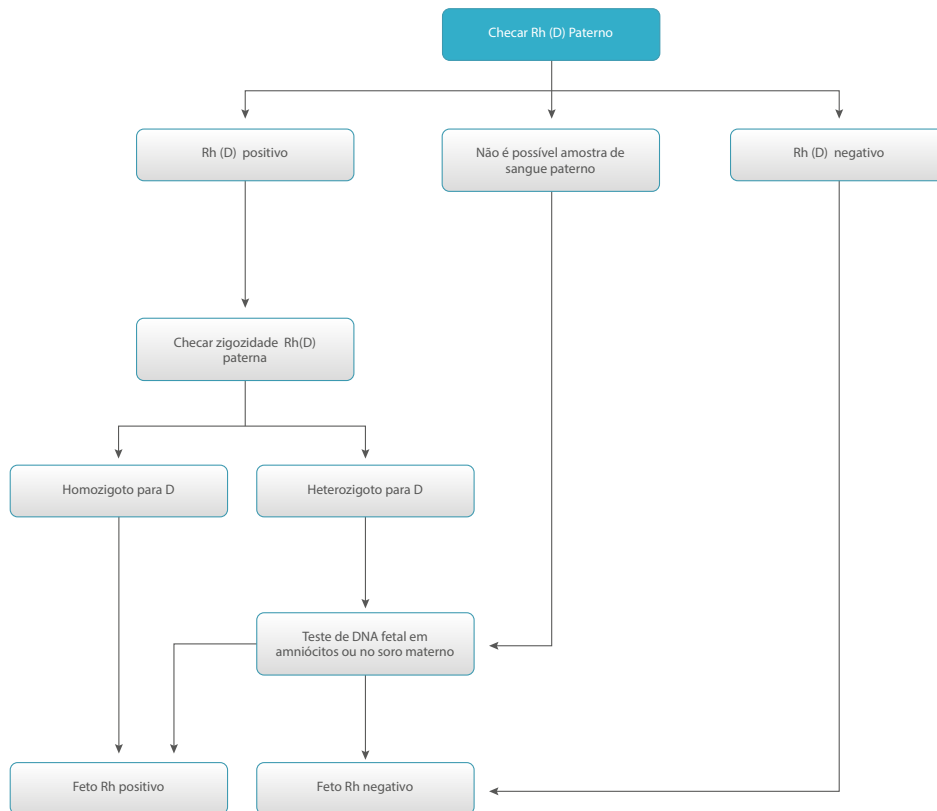 Checar Rh (D) Paterno
Rh (D) positivo
Não é possível amostra de
sangue paterno
Rh (D) negativo
Checar zigozidade Rh(D)
paterna
Homozigoto para D
Heterozigoto para D
Teste de DNA fetal em
amniócitos ou no soro materno
Feto Rh positivo
Feto Rh negativo